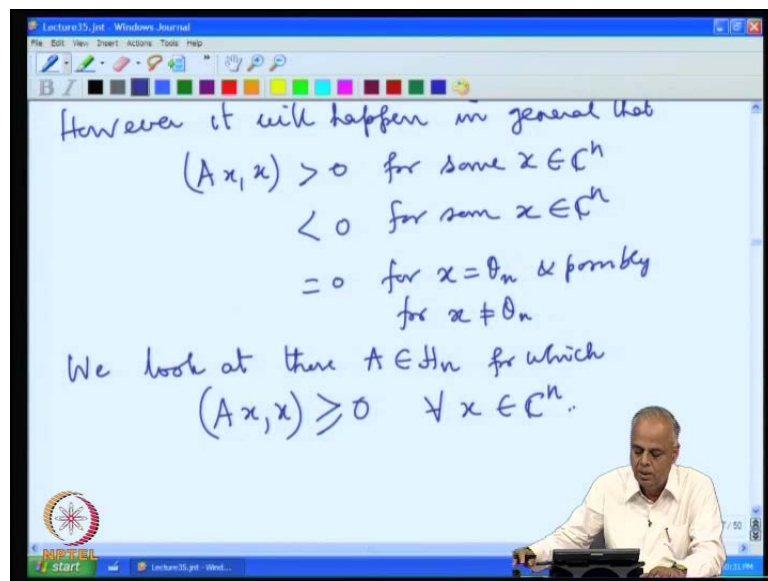 Lecture35.jnt - Windows Journal
File Edit View Insert Actions Tools Help
B I
However it will happen in general that
(Ax, x) > 0 for some x ∈ ℂⁿ
< 0 for som x ∈ ℂⁿ
= 0 for x = θₙ & possibly
for x ≠ θₙ
We look at those A ∈ Hₙ for which
(Ax, x) ⩾ 0 ∀ x ∈ ℂⁿ.
NPTEL
start
Lecture35.jnt - Wind...